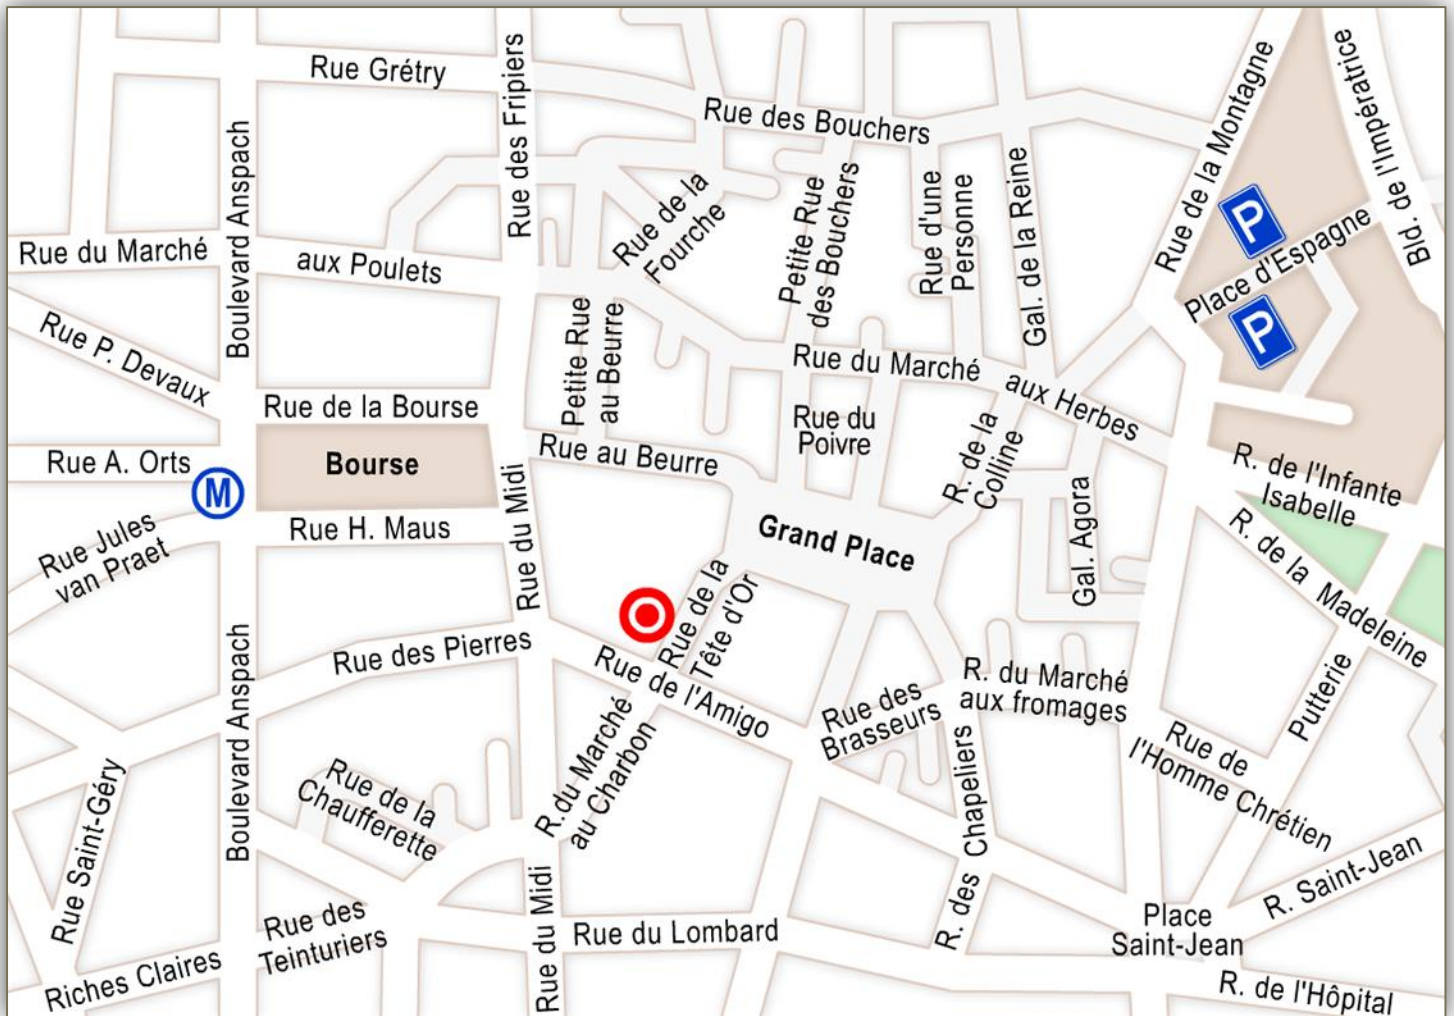 Rue Grétry
Rue des Fripiers
Rue des Bouchers
Rue de la Montagne
Bld. de l'Impératrice
Boulevard Anspach
Rue du Marché
aux Poulets
Rue de la
Fourche
Petite Rue
des Bouchers
Rue d'une
Personne
Gal. de la Reine
P
Place d'Espagne
P
Rue P. Devaux
Petite Rue
au Beurre
Rue du Marché
aux Herbes
Rue de la Bourse
Rue du
Poivre
R. de la
Colline
Rue A. Orts
M
Bourse
Rue au Beurre
R. de l'Infante
Isabelle
Rue Jules
van Praet
Rue H. Maus
Rue du Midi
Grand Place
Gal. Agora
R. de la Madeleine
Rue de la
Tête d'Or
Rue des Pierres
Rue de l'Amigo
R. du Marché
aux fromages
Boulevard Anspach
Rue des
Brasseurs
Putterie
R.du Marché
au Charbon
Rue de
l'Homme Chrétien
Rue Saint-Géry
Rue de la
Chaufferette
R. des Chapeliers
R. Saint-Jean
Rue des
Teinturiers
Rue du Midi
Rue du Lombard
Place
Saint-Jean
Riches Claires
R. de l'Hôpital